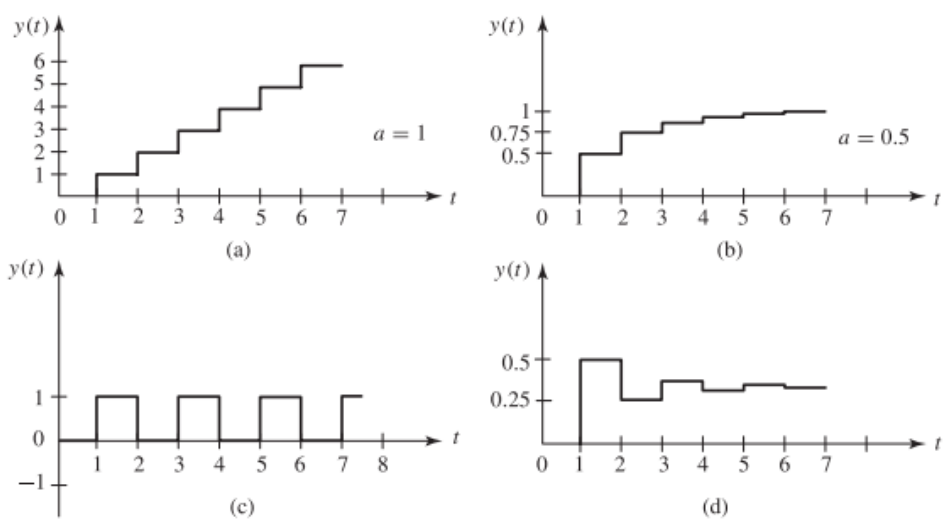 y(t)
6
5
4
3
2
1
a = 1
0 1 2 3 4 5 6 7 t
(a)
y(t)
1
0.75
0.5
a = 0.5
0 1 2 3 4 5 6 7 t
(b)
y(t)
1
0
−1
1 2 3 4 5 6 7 8 t
(c)
y(t)
0.5
0.25
0 1 2 3 4 5 6 7 t
(d)